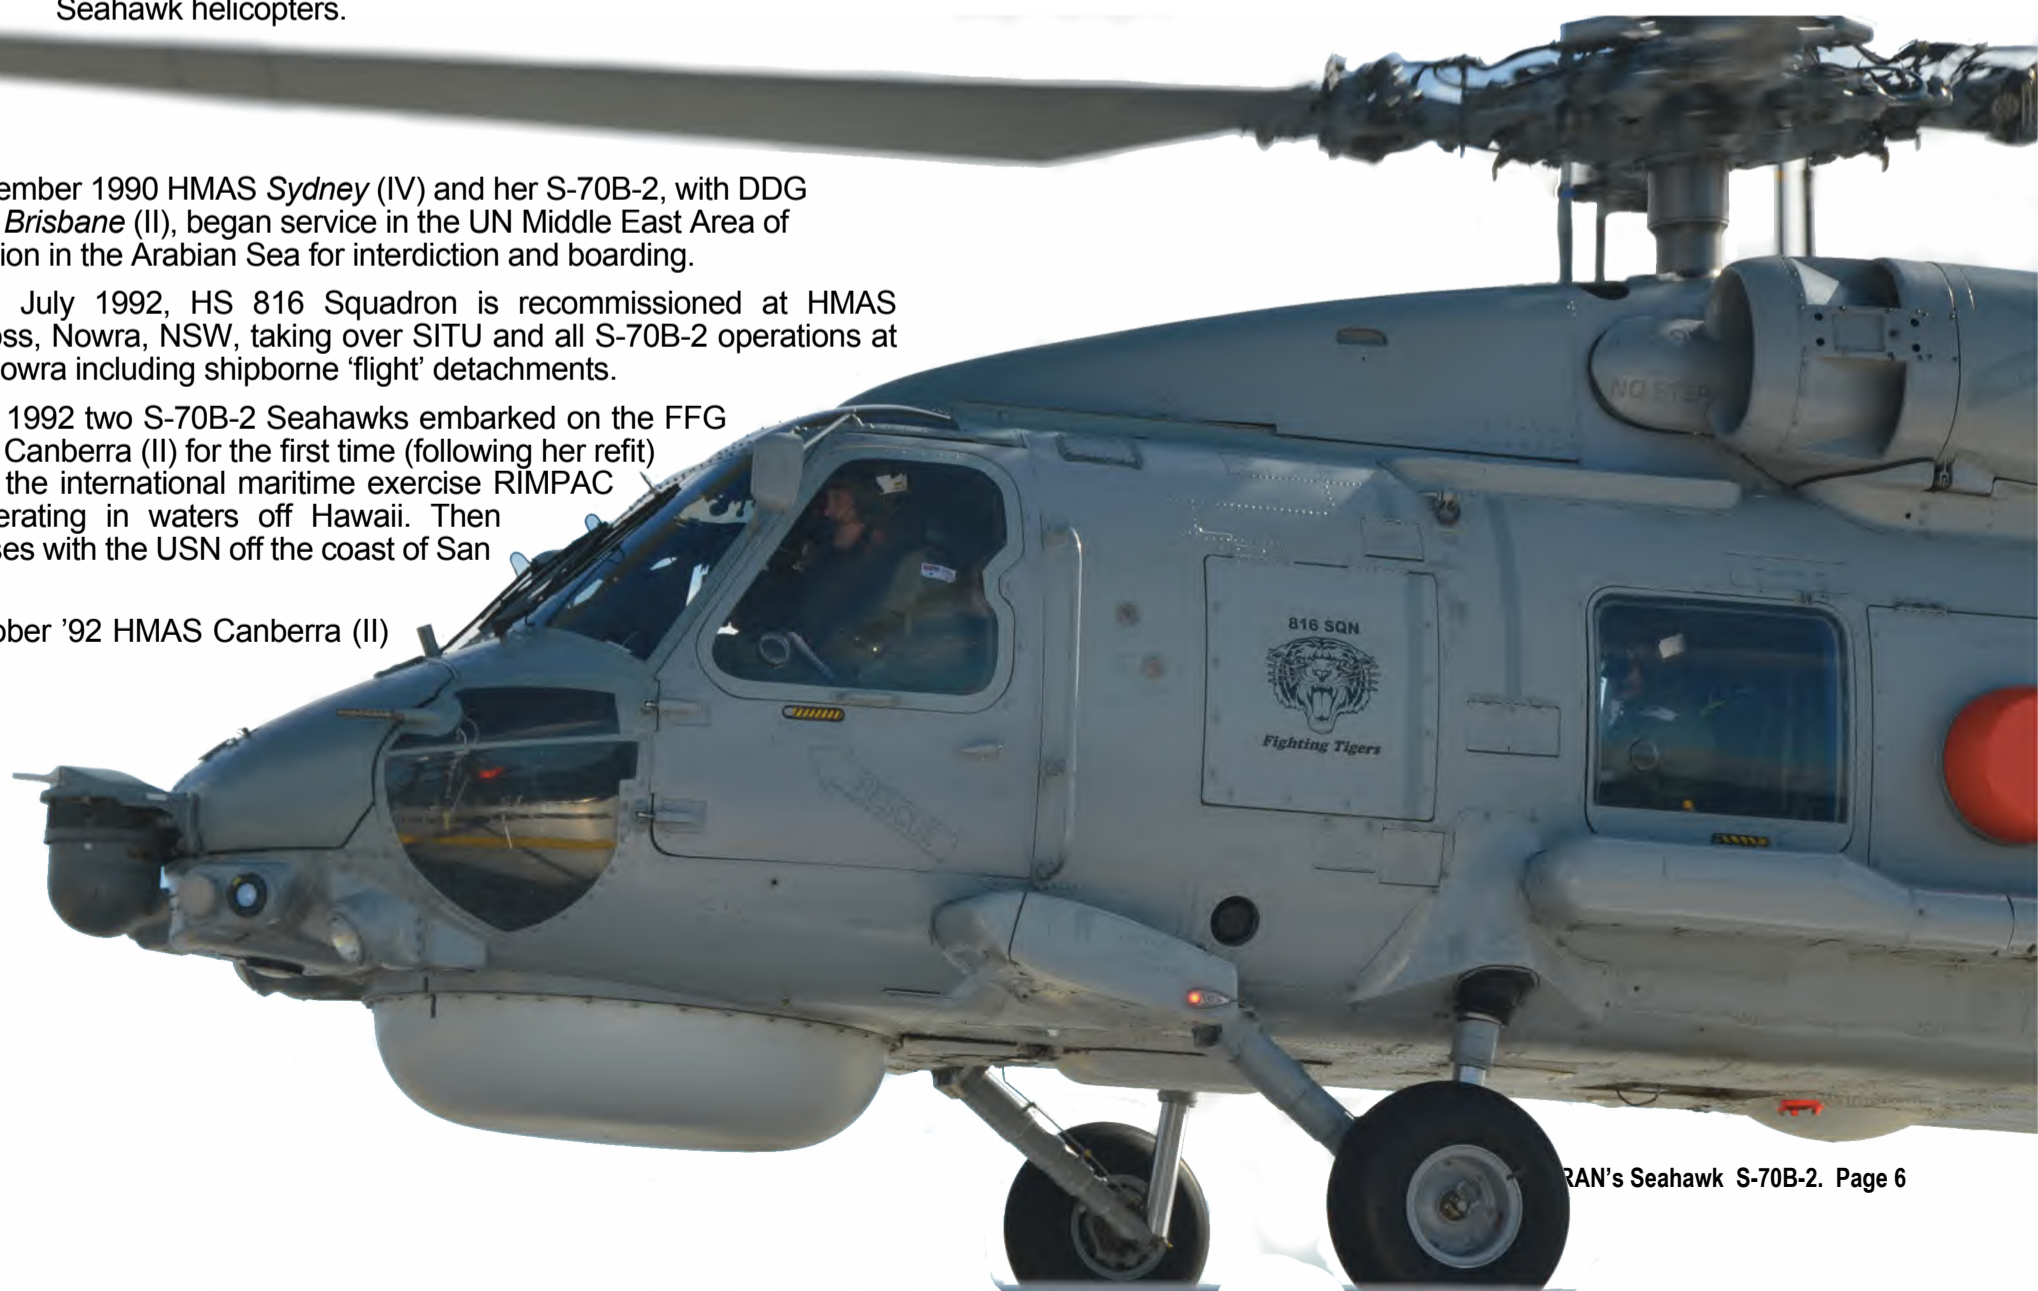 Seahawk helicopters.
ember 1990 HMAS Sydney (IV) and her S-70B-2, with DDG
Brisbane (II), began service in the UN Middle East Area of
ion in the Arabian Sea for interdiction and boarding.
July 1992, HS 816 Squadron is recommissioned at HMAS
oss, Nowra, NSW, taking over SITU and all S-70B-2 operations at
owra including shipborne ‘flight’ detachments.
1992 two S-70B-2 Seahawks embarked on the FFG
Canberra (II) for the first time (following her refit)
the international maritime exercise RIMPAC
erating in waters off Hawaii. Then
ses with the USN off the coast of San
ober ’92 HMAS Canberra (II)
NO STEP
816 SQN
Fighting Tigers
RESCUE
RAN’s Seahawk S-70B-2. Page 6